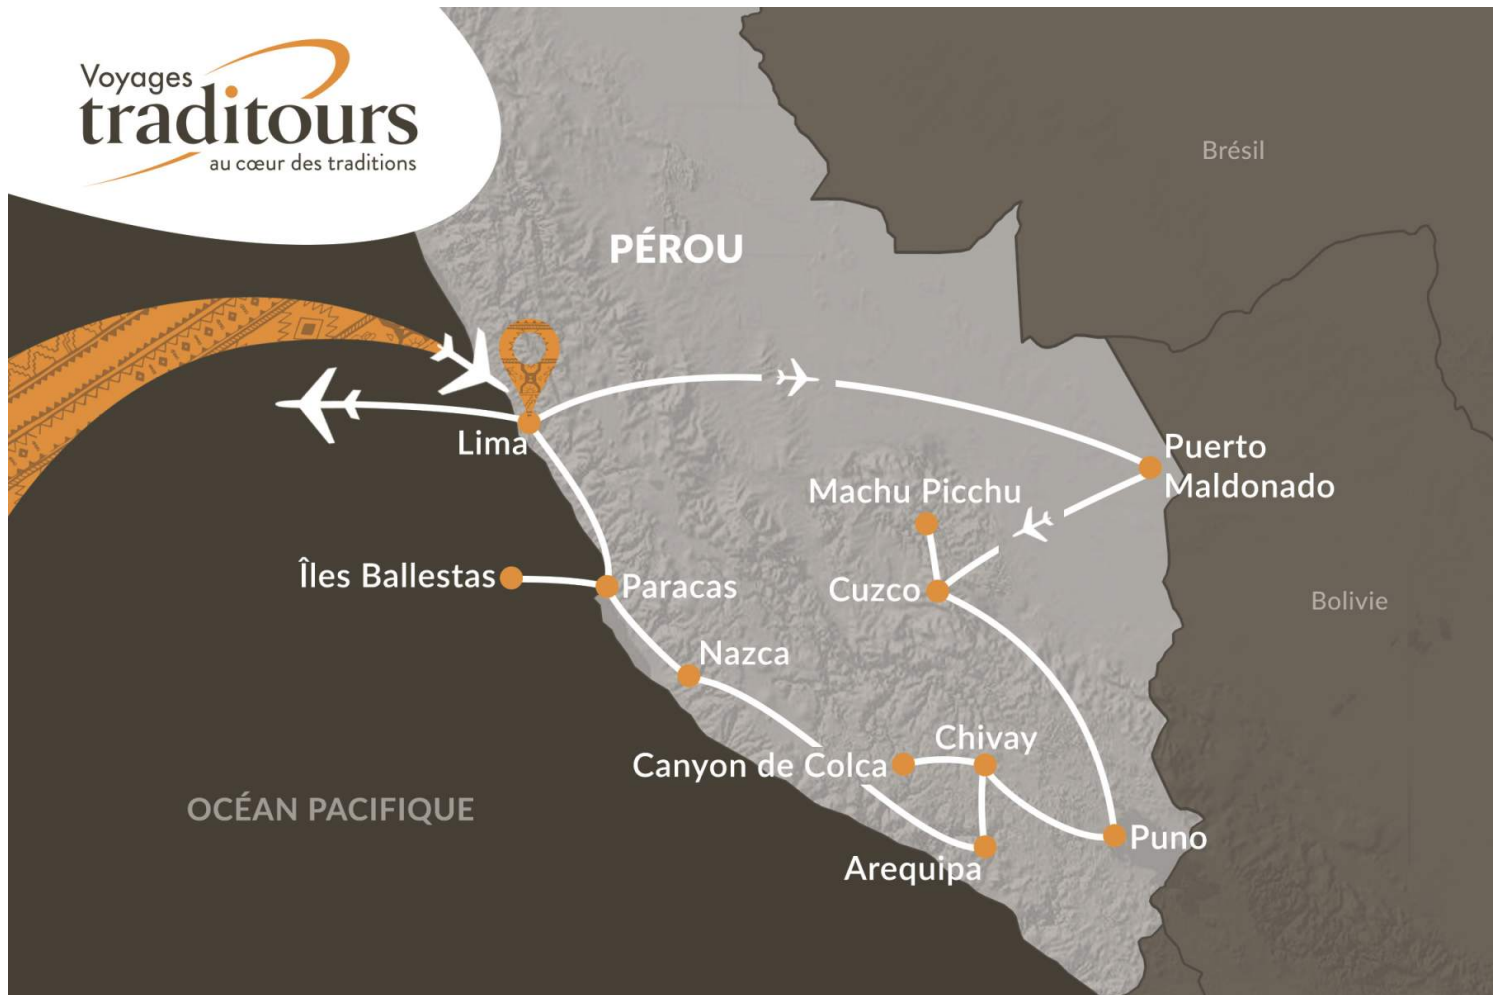 Voyages
traditours
au cœur des traditions
Brésil
PÉROU
Lima
Puerto
Maldonado
Machu Picchu
Îles Ballestas
Paracas
Cuzco
Bolivie
Nazca
Chivay
Canyon de Colca
OCÉAN PACIFIQUE
Puno
Arequipa